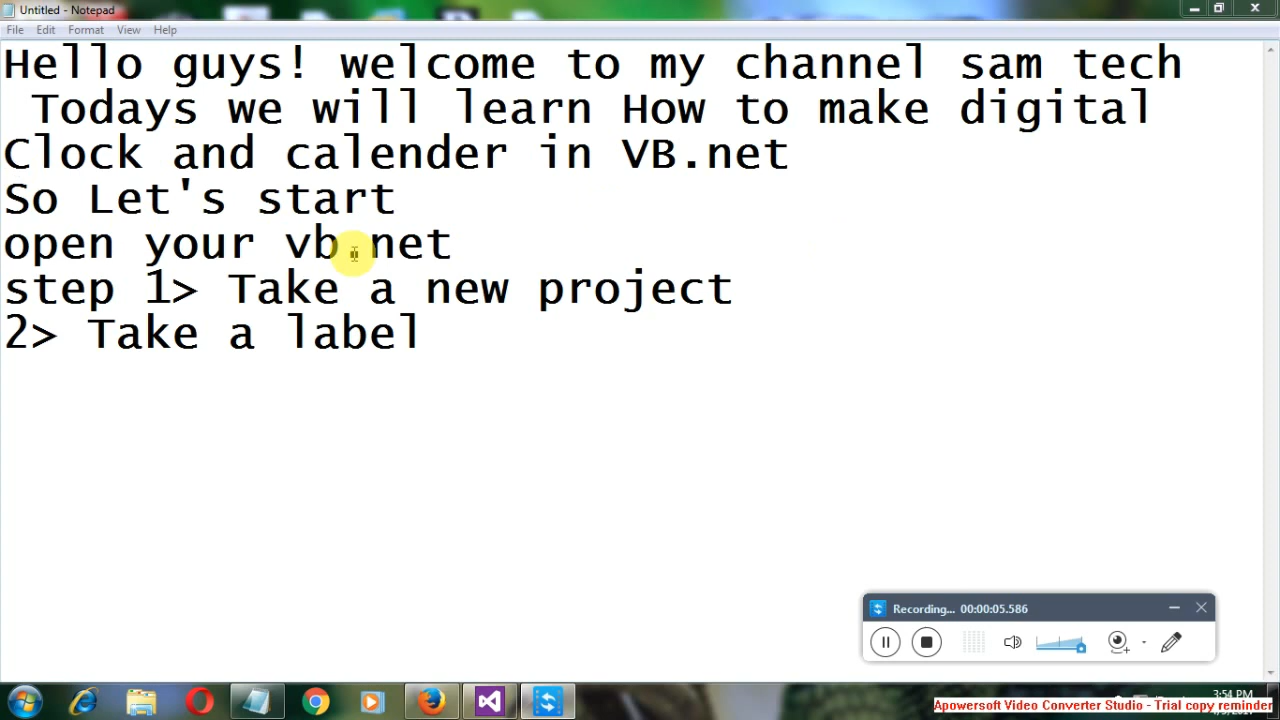 Untitled - Notepad
File Edit Format View Help
Hello guys! welcome to my channel sam tech
Todays we will learn How to make digital
Clock and calender in VB.net
So Let's start
open your vb.net
step 1> Take a new project
2> Take a label
Recording... 00:00:05.586
3:54 PM
Apowersoft Video Converter Studio - Trial copy reminder